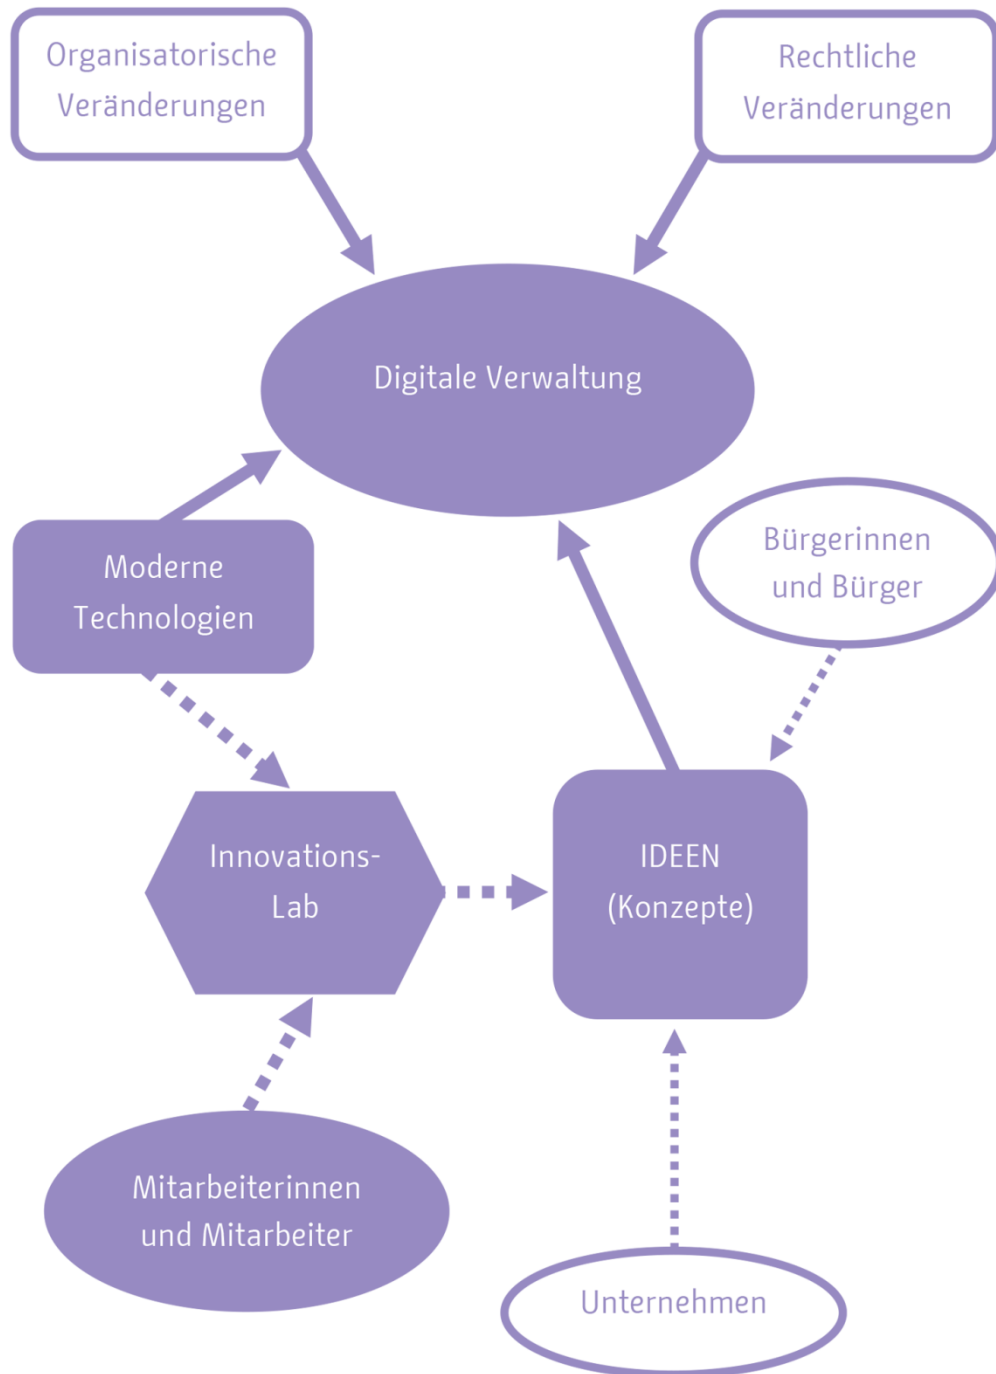 Organisatorische
Veränderungen
Rechtliche
Veränderungen
Digitale Verwaltung
Moderne
Technologien
Bürgerinnen
und Bürger
Innovations-
Lab
IDEEN
(Konzepte)
Mitarbeiterinnen
und Mitarbeiter
Unternehmen